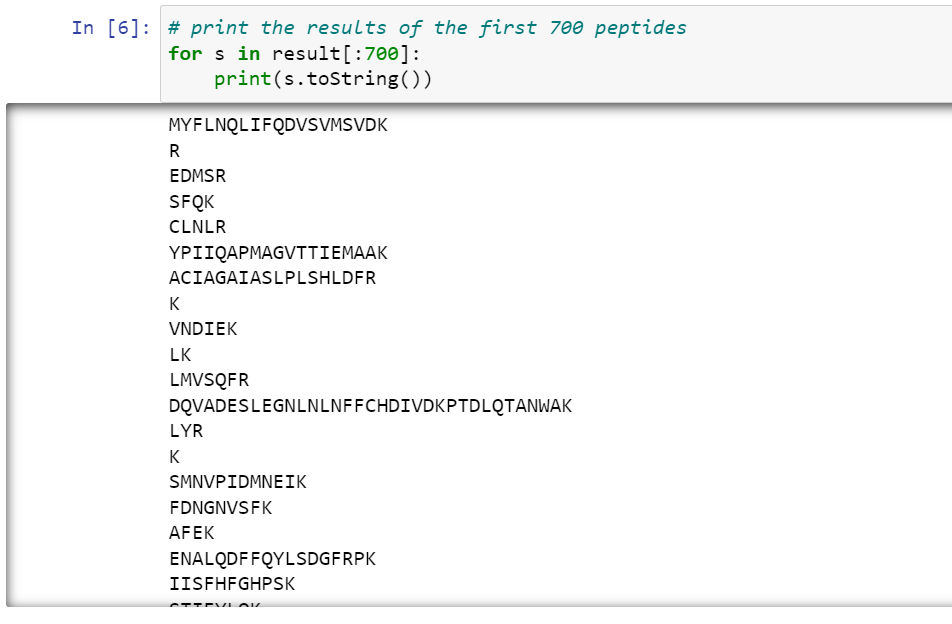 In [6]: # print the results of the first 700 peptides
for s in result[:700]:
    print(s.toString())
MYFLNQLIFQDVSVMSVDK
R
EDMSR
SFQK
CLNLR
YPIIQAPMAGVTTIEMAAK
ACIAGAIASLPLSHLDFR
K
VNDIEK
LK
LMVSQFR
DQVADESLEGNLNLNFFCHDIVDKPTDLQTANWAK
LYR
K
SMNVPIDMNEIK
FDNGNVSFK
AFEK
ENALQDFFQYLSDGFRPK
IISFHFGHPSK